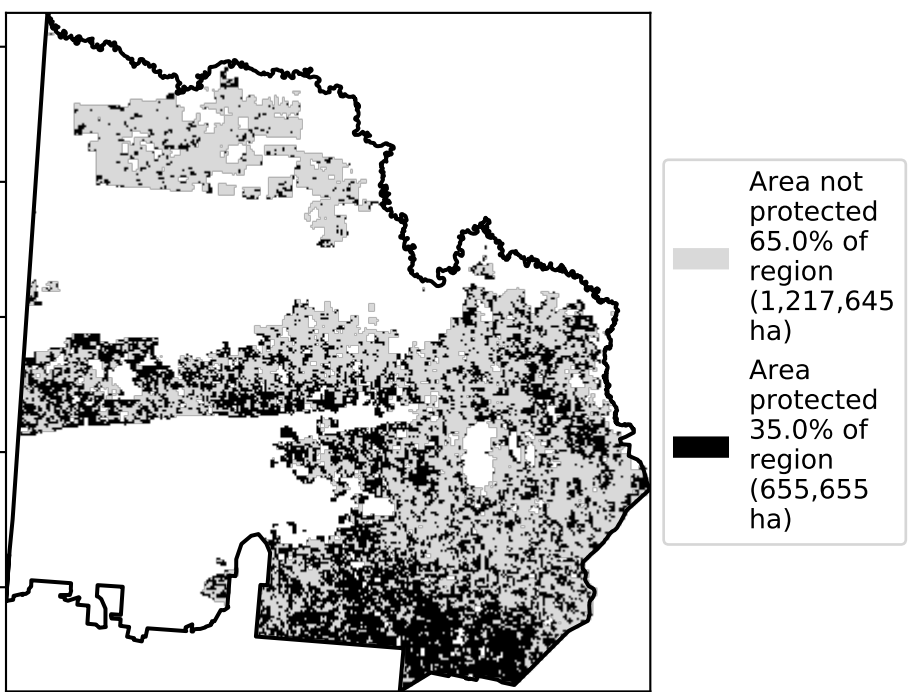 Area not
protected
65.0% of
region
(1,217,645
ha)
Area
protected
35.0% of
region
(655,655
ha)